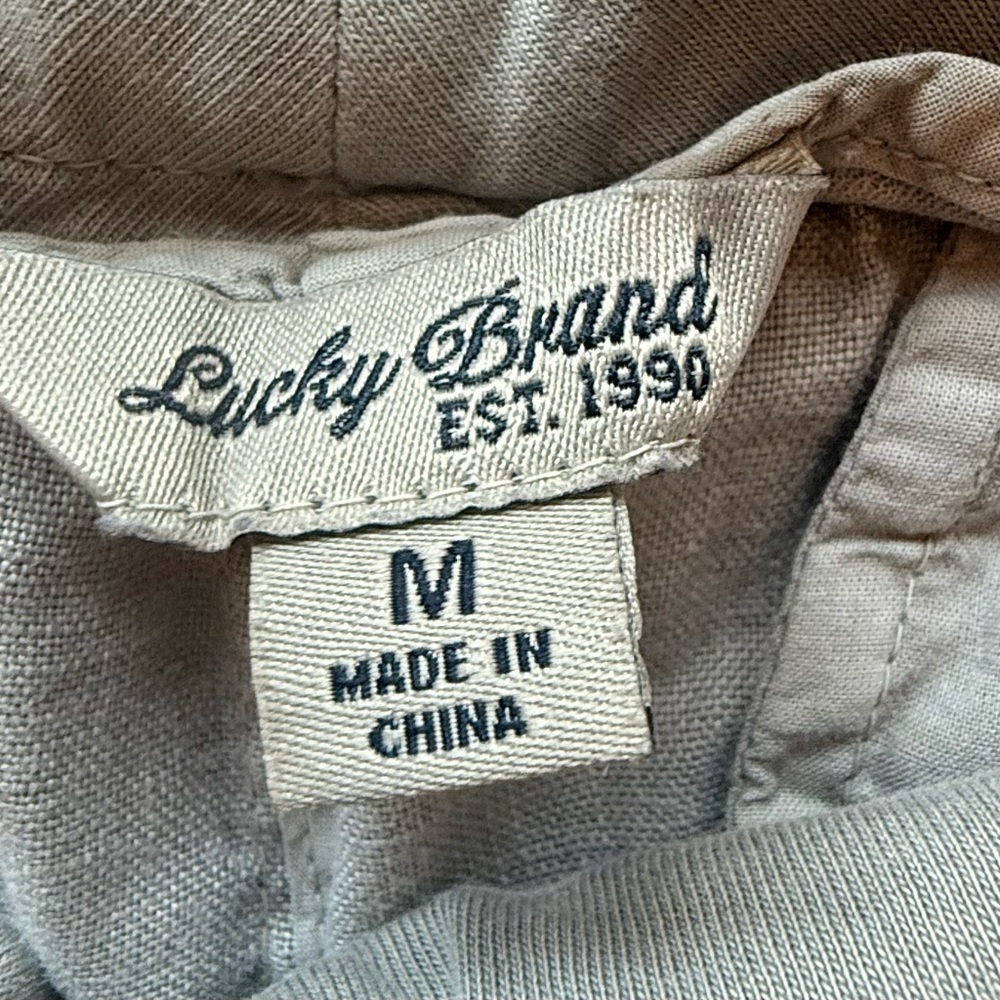 Lucky Brand
EST. 1990
M
MADE IN
CHINA